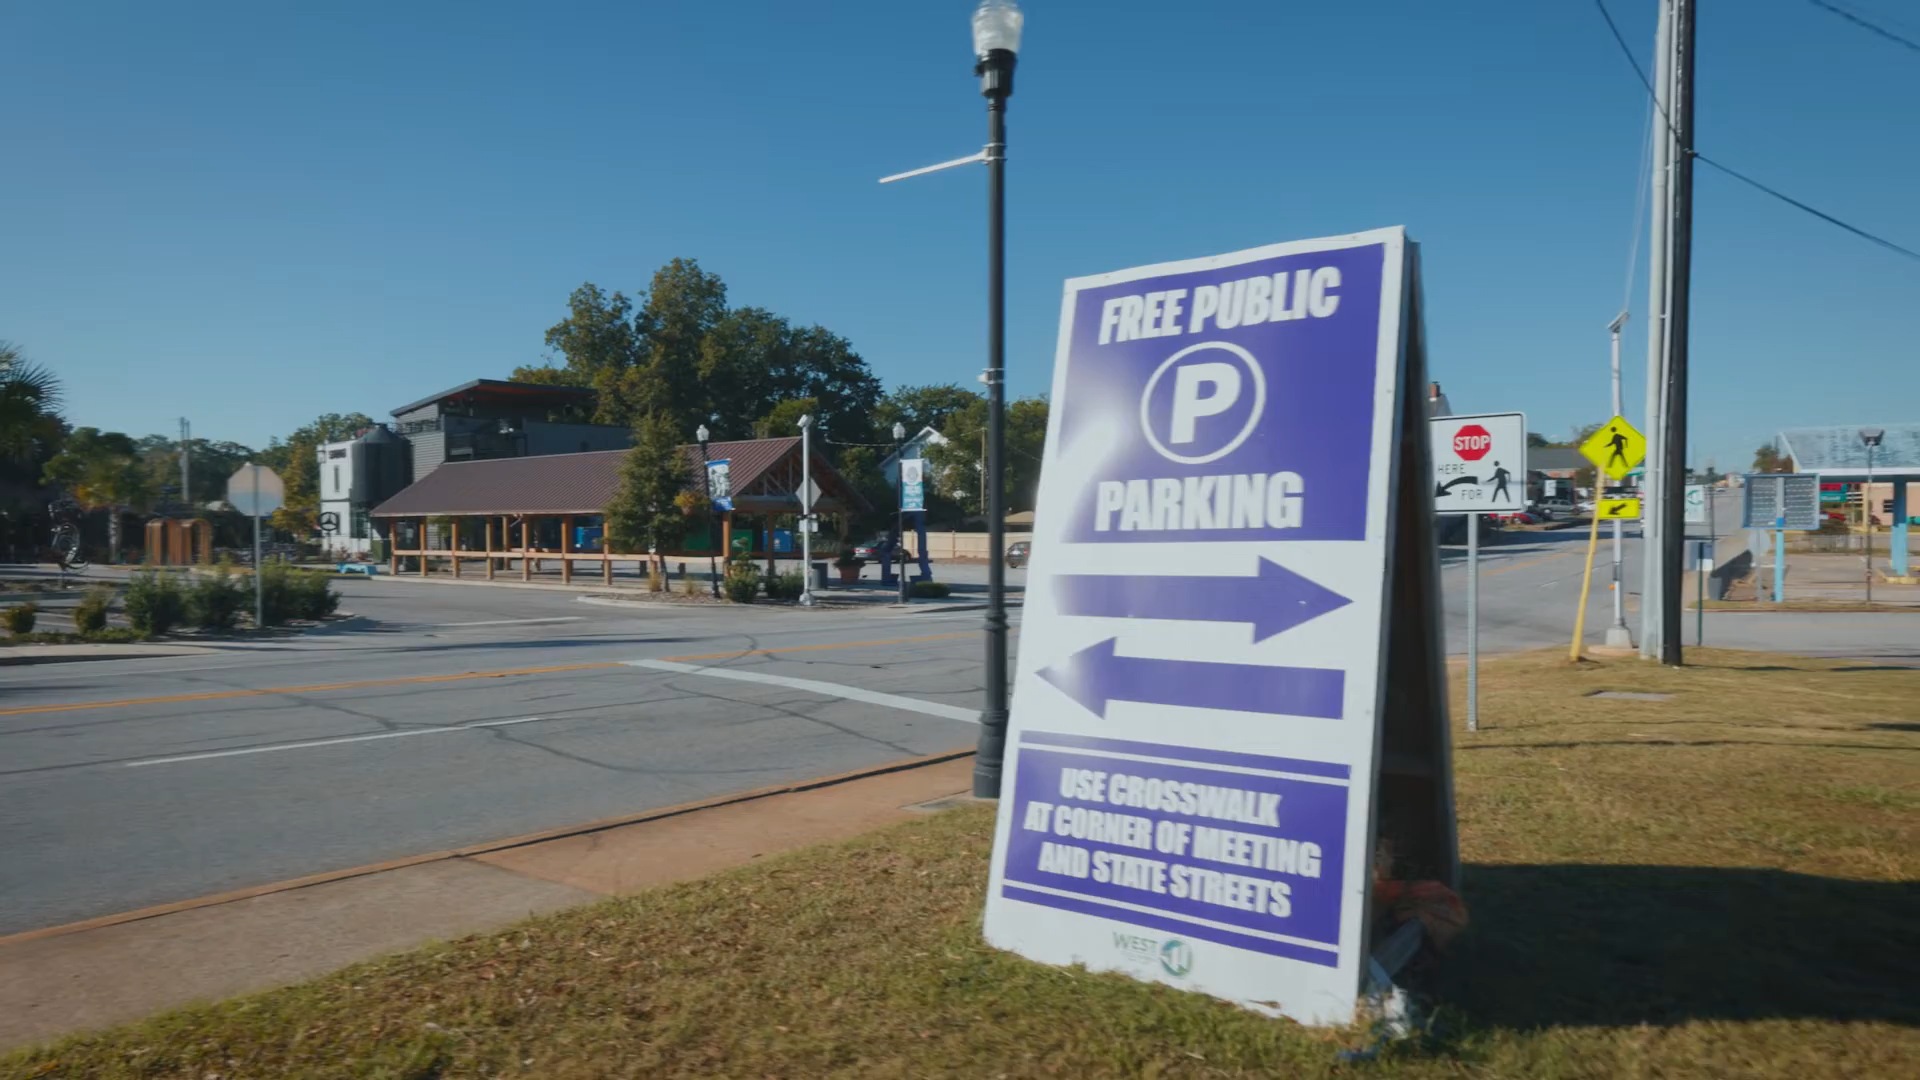 FREE PUBLIC
P
PARKING
USE CROSSWALK
AT CORNER OF MEETING
AND STATE STREETS
WEST
STOP
HERE
FOR